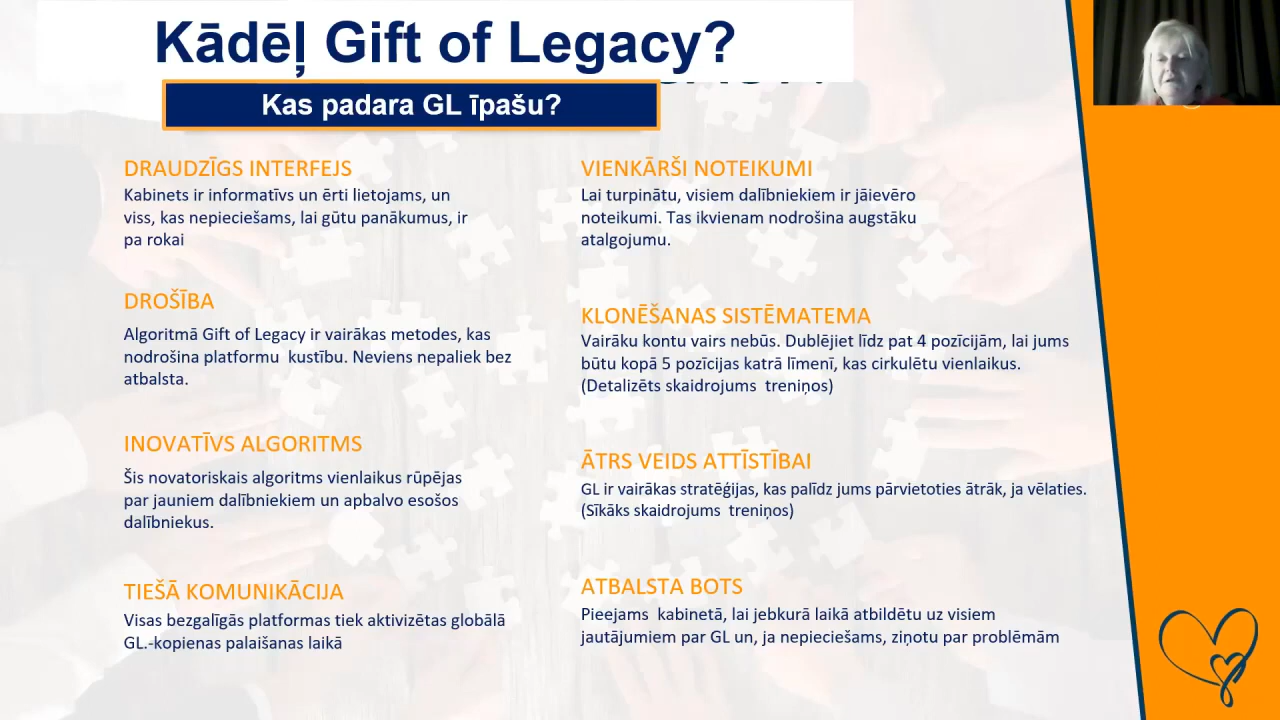 Kādēļ Gift of Legacy?
Kas padara GL īpašu?
DRAUDZĪGS INTERFEJS
Kabinets ir informatīvs un ērti lietojams, un
viss, kas nepieciešams, lai gūtu panākumus, ir
pa rokai
DROŠĪBA
Algoritmā Gift of Legacy ir vairākas metodes, kas
nodrošina platformu kustību. Neviens nepaliek bez
atbalsta.
INOVATĪVS ALGORITMS
Šis novatoriskais algoritms vienlaikus rūpējas
par jauniem dalībniekiem un apbalvo esošos
dalībniekus.
TIEŠĀ KOMUNIKĀCIJA
Visas bezgalīgās platformas tiek aktivizētas globālā
GL.-kopienas palaišanas laikā
VIENKĀRŠI NOTEIKUMI
Lai turpinātu, visiem dalībniekiem ir jāievēro
noteikumi. Tas ikvienam nodrošina augstāku
atalgojumu.
KLONĒŠANAS SISTĒMATEMA
Vairāku kontu vairs nebūs. Dublējiet līdz pat 4 pozīcijām, lai jums
būtu kopā 5 pozīcijas katrā līmenī, kas cirkulētu vienlaikus.
(Detalizēts skaidrojums treniņos)
ĀTRS VEIDS ATTĪSTĪBAI
GL ir vairākas stratēģijas, kas palīdz jums pārvietoties ātrāk, ja vēlaties.
(Sīkāks skaidrojums treniņos)
ATBALSTA BOTS
Pieejams kabinetā, lai jebkurā laikā atbildētu uz visiem
jautājumiem par GL un, ja nepieciešams, ziņotu par problēmām